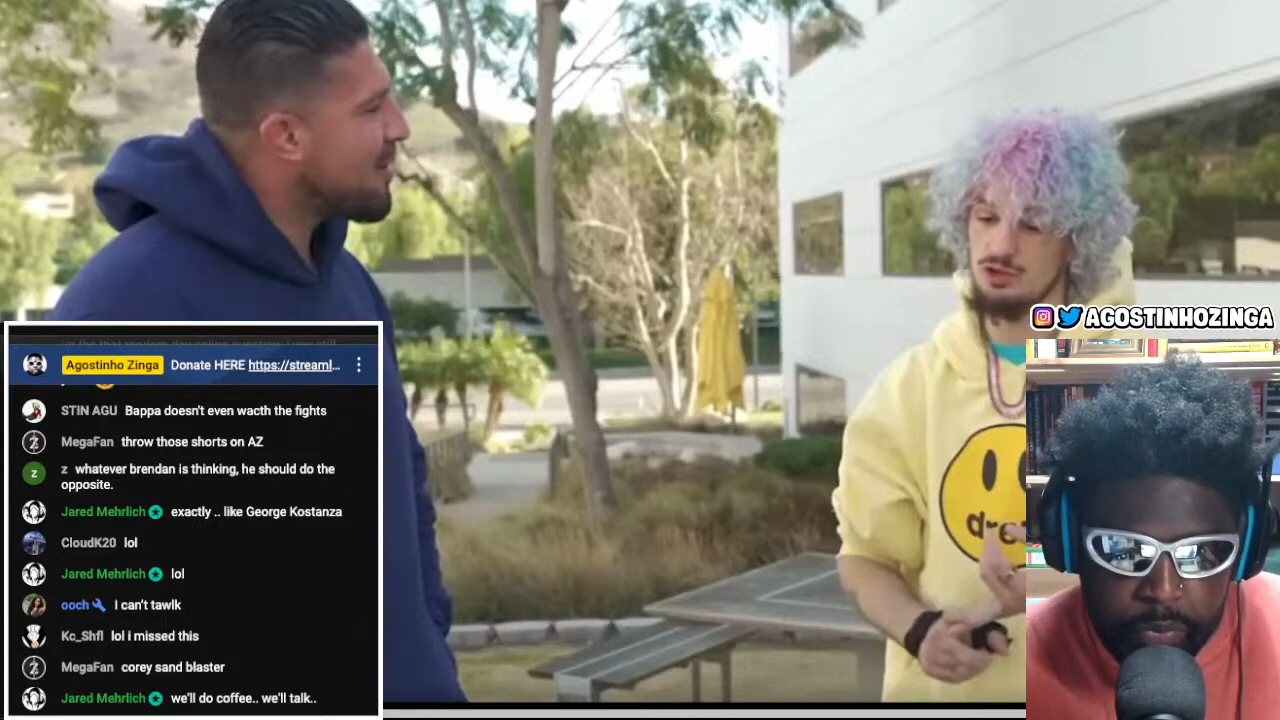 Agostinho Zinga Donate HERE https://streaml...
STIN AGU Bappa doesn't even wacth the fights
MegaFan throw those shorts on AZ
z whatever brendan is thinking, he should do the
opposite.
Jared Mehrlich exactly .. like George Kostanza
CloudK20 lol
Jared Mehrlich lol
ooch I can't tawlk
Kc_Shfl lol i missed this
MegaFan corey sand blaster
Jared Mehrlich we'll do coffee.. we'll talk..
AGOSTINHOZINGA